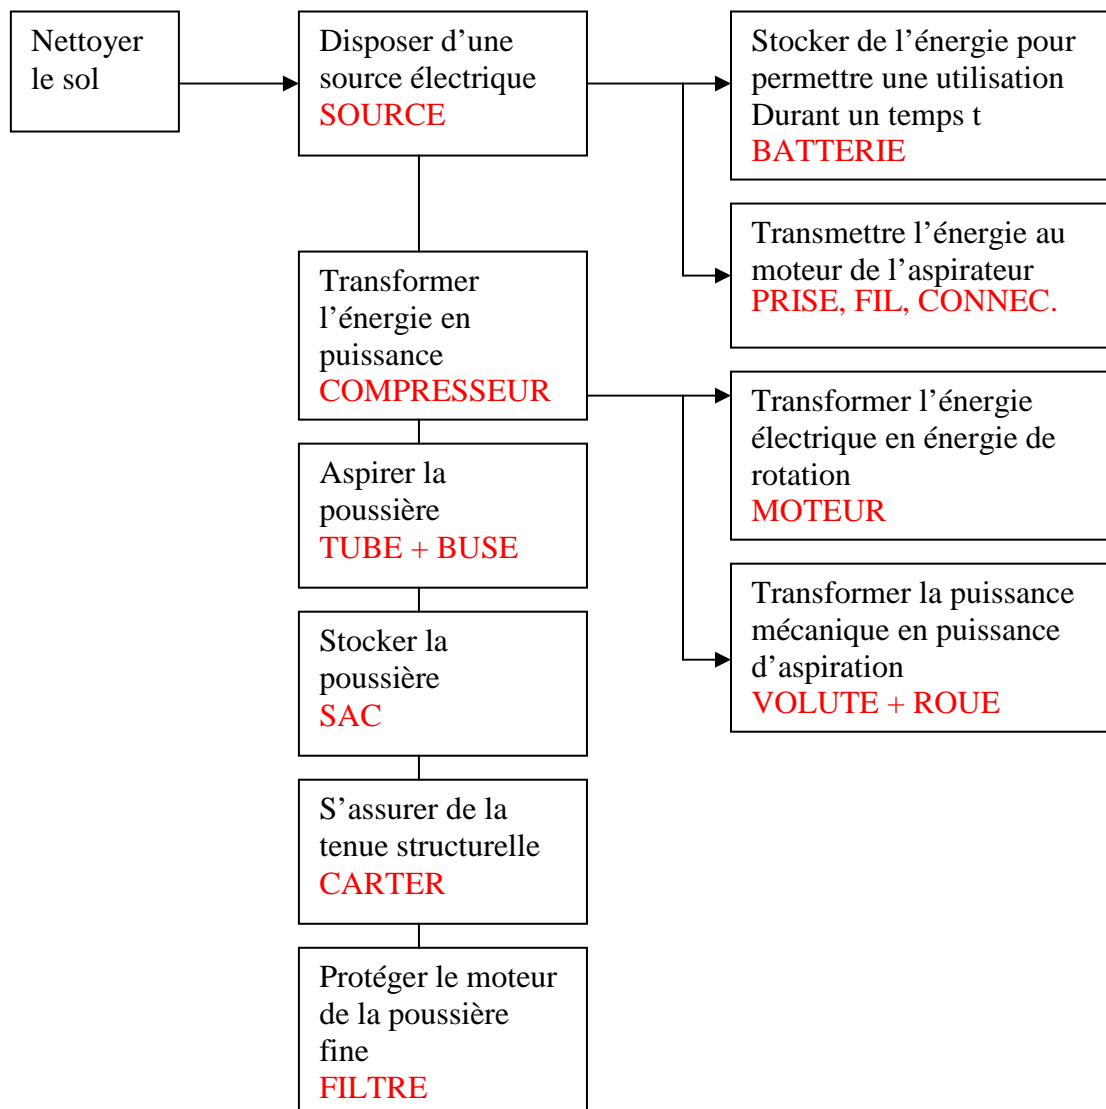 Nettoyer
le sol
Disposer d’une
source électrique
SOURCE
Stocker de l’énergie pour
permettre une utilisation
Durant un temps t
BATTERIE
Transmettre l’énergie au
moteur de l’aspirateur
PRISE, FIL, CONNEC.
Transformer
l’énergie en
puissance
COMPRESSEUR
Transformer l’énergie
électrique en énergie de
rotation
MOTEUR
Transformer la puissance
mécanique en puissance
d’aspiration
VOLUTE + ROUE
Aspirer la
poussière
TUBE + BUSE
Stocker la
poussière
SAC
S’assurer de la
tenue structurelle
CARTER
Protéger le moteur
de la poussière
fine
FILTRE